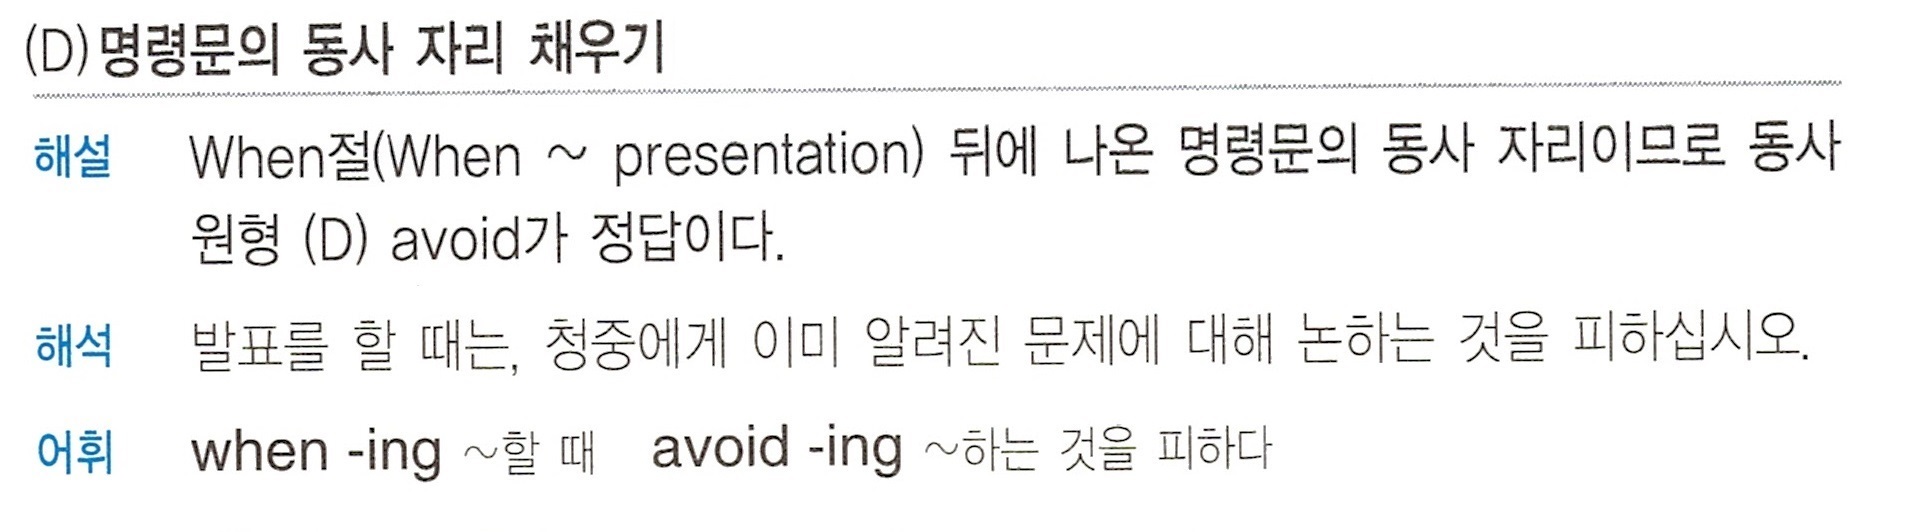 (D) 명령문의 동사 자리 채우기
해설 When절(When ~ presentation) 뒤에 나온 명령문의 동사 자리이므로 동사
원형 (D) avoid가 정답이다.
해석 발표를 할 때는, 청중에게 이미 알려진 문제에 대해 논하는 것을 피하십시오.
어휘 when -ing ~할 때 avoid -ing ~하는 것을 피하다